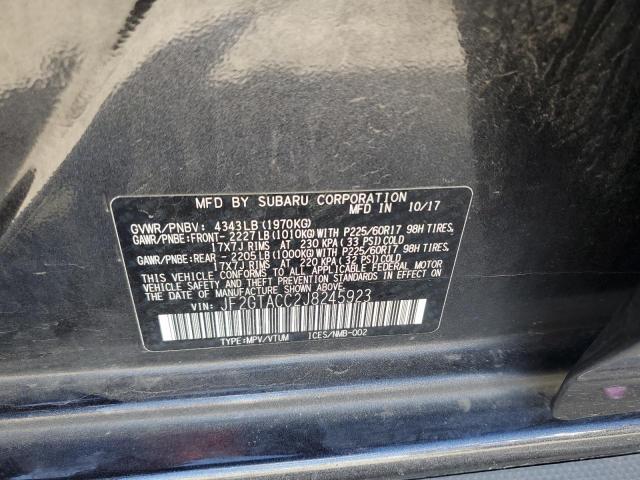 MFD BY SUBARU CORPORATION
MFD IN 10/17
GVWR/PNBV: 4343LB(1970KG)
GAWR/PNBE:FRONT- 2227LB(1010KG)WITH P225/60R17 98H TIRES,
17X7J RIMS AT 230 KPA(33 PSI)COLD
GAWR/PNBE:REAR - 2205LB(1000KG)WITH P225/60R17 98H TIRES,
17X7J RIMS AT 220 KPA(32 PSI)COLD
THIS VEHICLE CONFORMS TO ALL APPLICABLE FEDERAL MOTOR
VEHICLE SAFETY AND THEFT PREVENTION STANDARDS IN EFFECT
ON THE DATE OF MANUFACTURE SHOWN ABOVE.
VIN: JF2GTACC2J8245923
TYPE:MPV/VTUM ICES/NMB-002